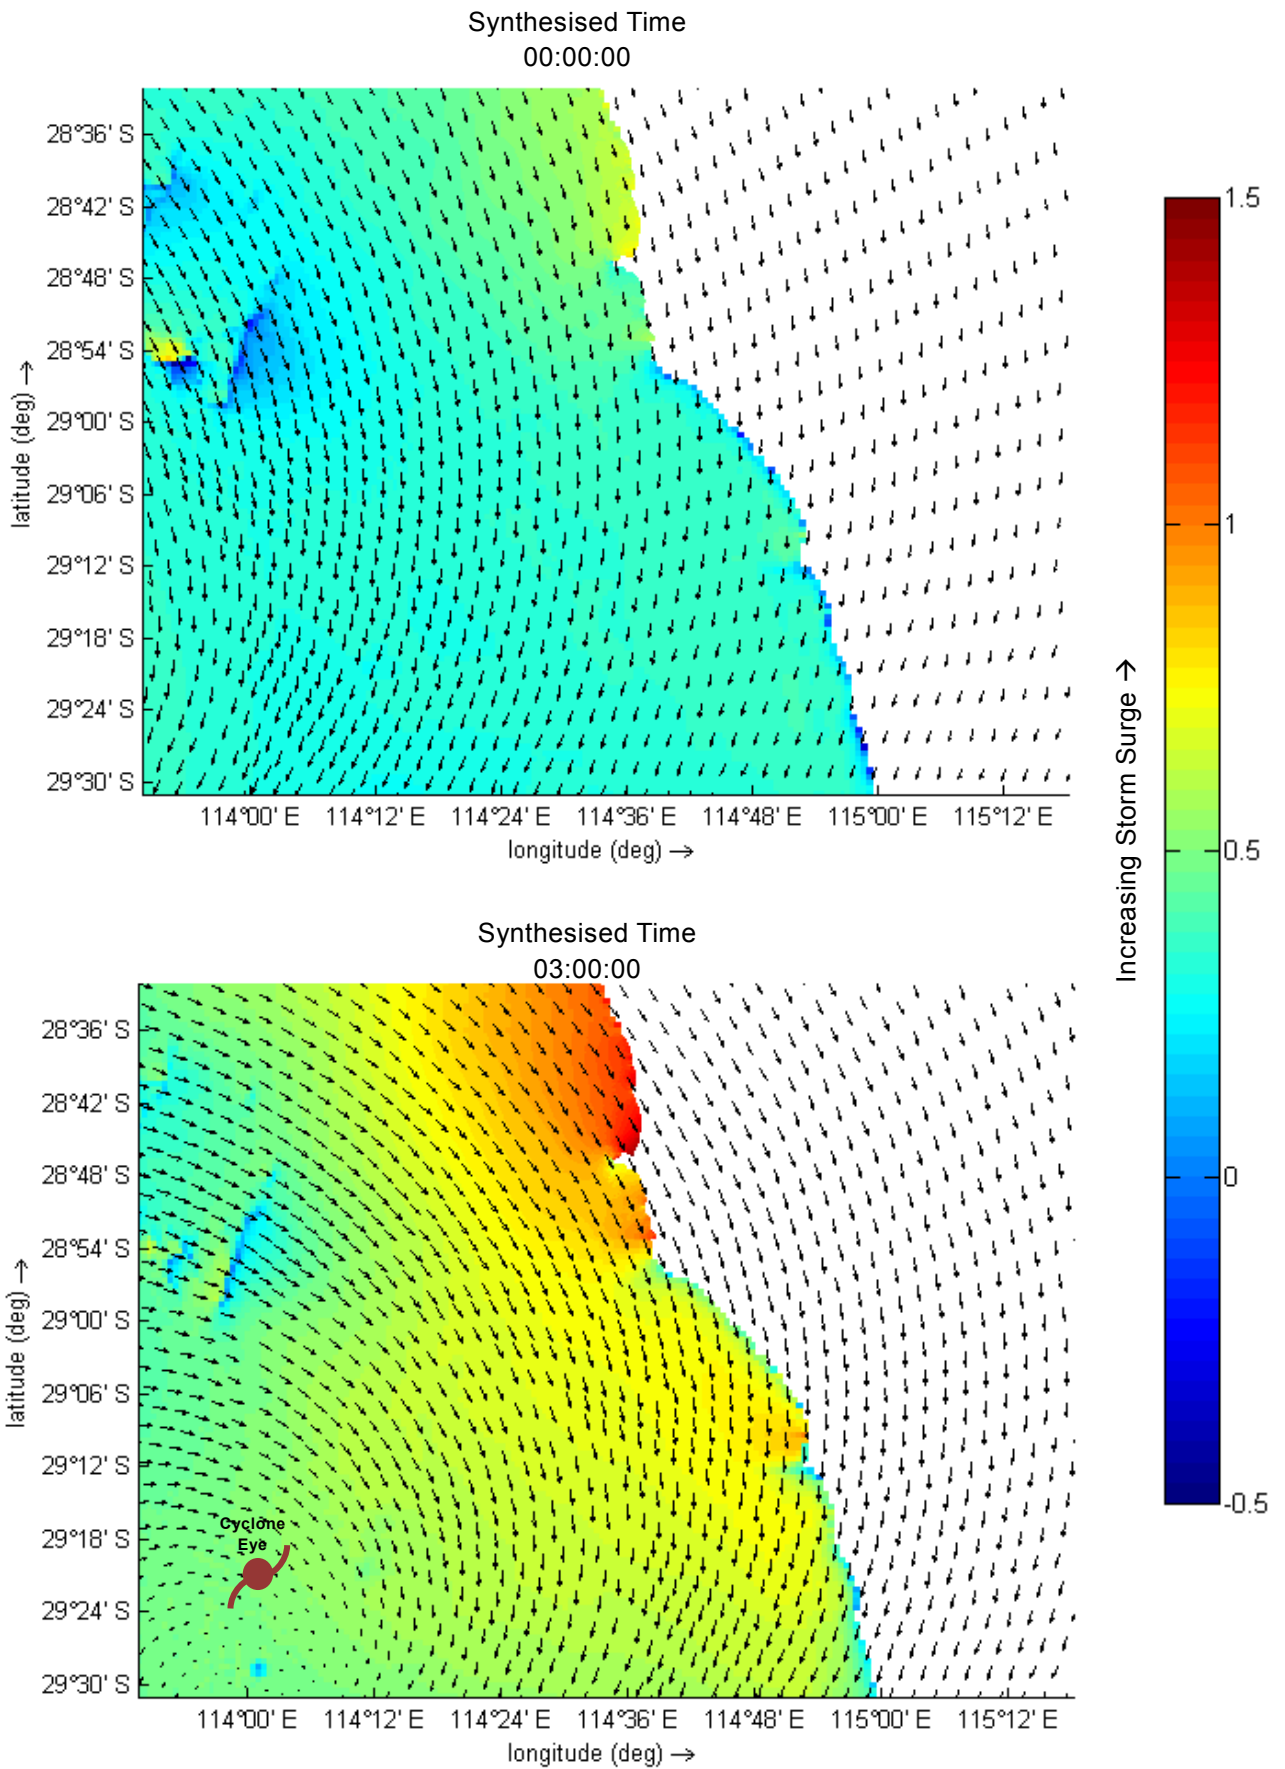 Synthesised Time
00:00:00
28°36' S
28°42' S
28°48' S
28°54' S
29°00' S
29°06' S
29°12' S
29°18' S
29°24' S
29°30' S
latitude (deg) →
114°00' E 114°12' E 114°24' E 114°36' E 114°48' E 115°00' E 115°12' E
longitude (deg) →
Synthesised Time
03:00:00
28°36' S
28°42' S
28°48' S
28°54' S
29°00' S
29°06' S
29°12' S
29°18' S
29°24' S
29°30' S
latitude (deg) →
Cyclone
Eye
114°00' E 114°12' E 114°24' E 114°36' E 114°48' E 115°00' E 115°12' E
longitude (deg) →
Increasing Storm Surge →
1.5
1
0.5
0
-0.5